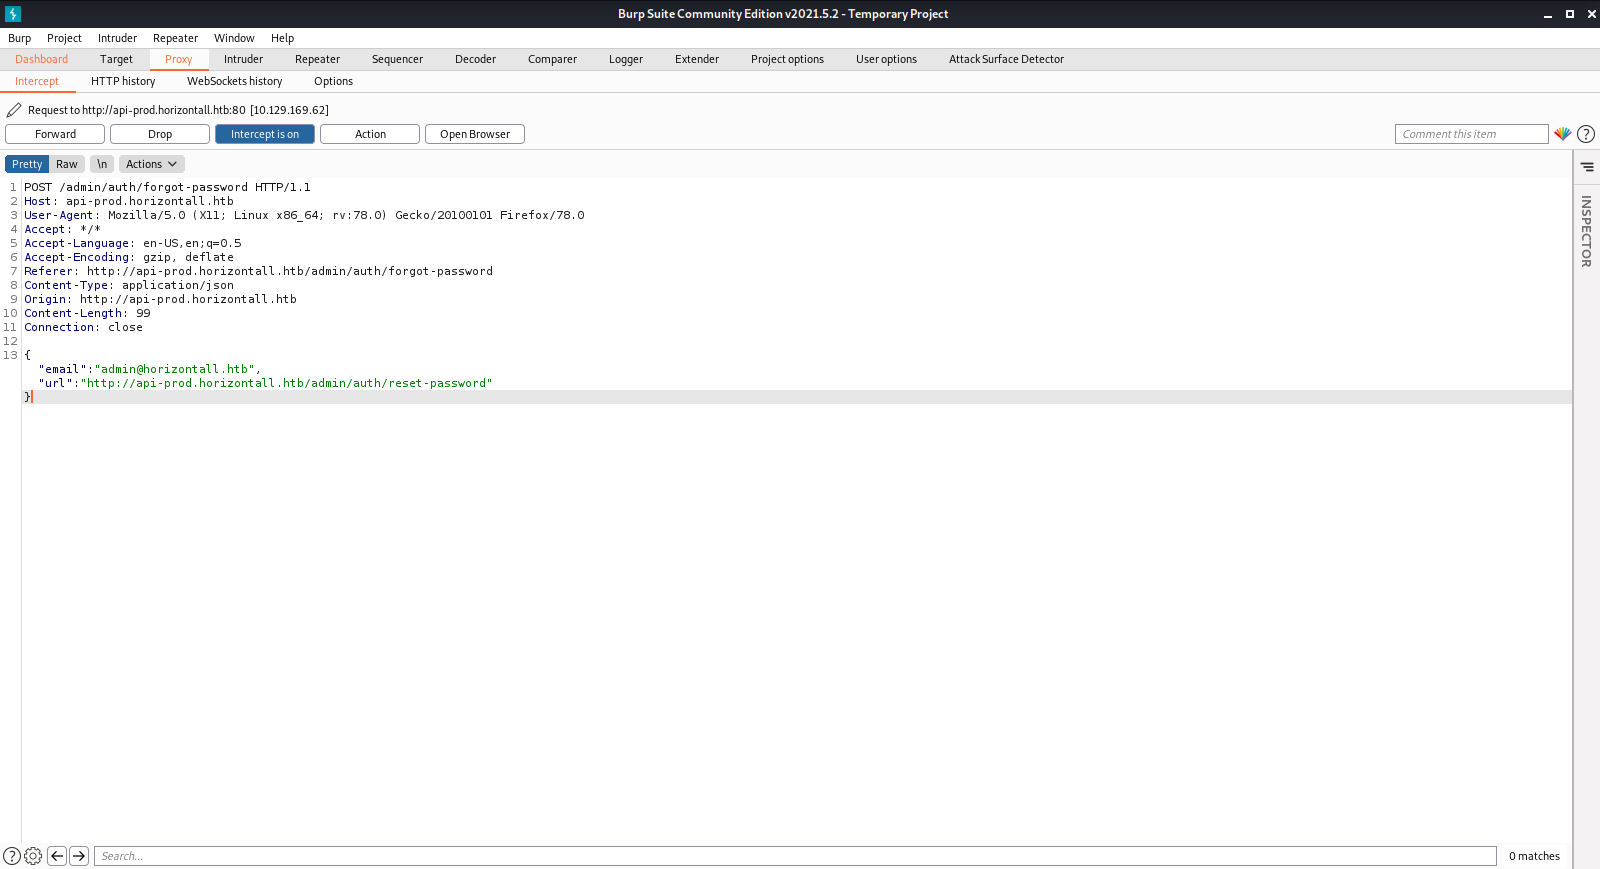 Burp Suite Community Edition v2021.5.2 - Temporary Project
Burp Project Intruder Repeater Window Help
Dashboard Target Proxy Intruder Repeater Sequencer Decoder Comparer Logger Extender Project options User options Attack Surface Detector
Intercept HTTP history WebSockets history Options
Request to http://api-prod.horizontall.htb:80 [10.129.169.62]
Forward Drop Intercept is on Action Open Browser Comment this item ?
Pretty Raw \n Actions
INSPECTOR
1 POST /admin/auth/forgot-password HTTP/1.1
2 Host: api-prod.horizontall.htb
3 User-Agent: Mozilla/5.0 (X11; Linux x86_64; rv:78.0) Gecko/20100101 Firefox/78.0
4 Accept: */*
5 Accept-Language: en-US,en;q=0.5
6 Accept-Encoding: gzip, deflate
7 Referer: http://api-prod.horizontall.htb/admin/auth/forgot-password
8 Content-Type: application/json
9 Origin: http://api-prod.horizontall.htb
10 Content-Length: 99
11 Connection: close
12
13 {
"email":"admin@horizontall.htb",
"url":"http://api-prod.horizontall.htb/admin/auth/reset-password"
}
? Search... 0 matches